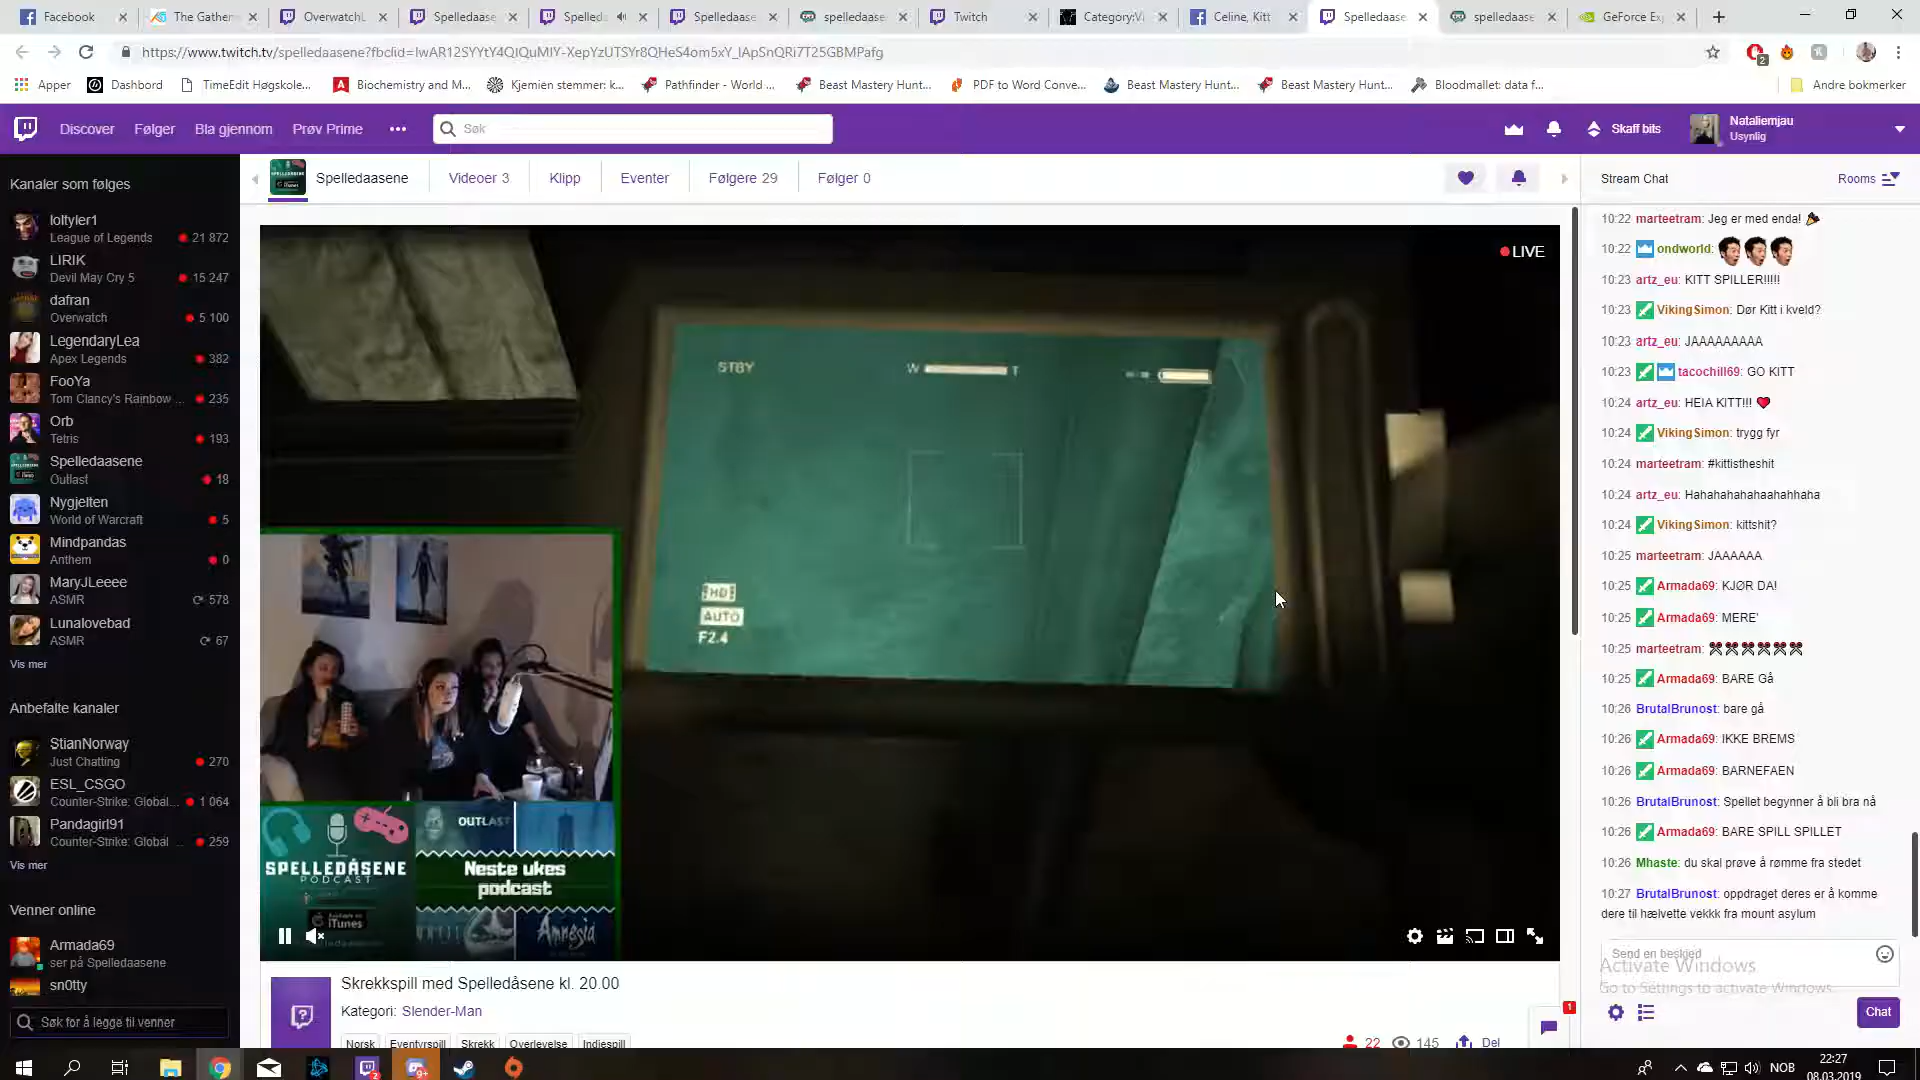 Facebook
The Gathen
OverwatchL
Spelledaase
Spelleda
Spelledaase
spelledaase
Twitch
Category:Vi
Celine, Kitt
Spelledaase
spelledaase
GeForce Exp
https://www.twitch.tv/spelledaasene?fbclid=IwAR12SYYtY4QIQuMIY-XepYzUTSYr8QHeS4om5xY_IApSnQRi7T25GBMPafg
2
Apper
Dashbord
TimeEdit Høgskole...
Biochemistry and M...
Kjemien stemmer: k...
Pathfinder - World ...
Beast Mastery Hunt...
PDF to Word Conve...
Beast Mastery Hunt...
Beast Mastery Hunt...
Bloodmallet: data f...
Andre bokmerker
Discover
Følger
Bla gjennom
Prøv Prime
Søk
Skaff bits
Nataliemjau
Usynlig
Kanaler som følges
loltyler1
League of Legends 21 872
LIRIK
Devil May Cry 5 15 247
dafran
Overwatch 5 100
LegendaryLea
Apex Legends 382
FooYa
Tom Clancy's Rainbow ... 235
Orb
Tetris 193
Spelledaasene
Outlast 18
Nygjelten
World of Warcraft 5
Mindpandas
Anthem 0
MaryJLeeee
ASMR 578
Lunalovebad
ASMR 67
Vis mer
Anbefalte kanaler
StianNorway
Just Chatting 270
ESL_CSGO
Counter-Strike: Global... 1 064
Pandagirl91
Counter-Strike: Global ... 259
Vis mer
Venner online
Armada69
ser på Spelledaasene
sn0tty
Søk for å legge til venner
Spelledaasene
Videoer 3
Klipp
Eventer
Følgere 29
Følger 0
LIVE
STBY
W T
HD
AUTO
F2.4
SPELLEDÅSENE
PODCAST
Available on
iTunes
OUTLAST
Neste ukes
podcast
UNTIL
Amnesia
Skrekkspill med Spelledåsene kl. 20.00
Kategori: Slender-Man
Norsk Eventyrspill Skrekk Overlevelse Indiespill
22 145 Del
1
Stream Chat
Rooms
10:22 marteetram: Jeg er med enda!
10:22 ondworld:
10:23 artz_eu: KITT SPILLER!!!!!
10:23 VikingSimon: Dør Kitt i kveld?
10:23 artz_eu: JAAAAAAAAA
10:23 tacochill69: GO KITT
10:24 artz_eu: HEIA KITT!!!
10:24 VikingSimon: trygg fyr
10:24 marteetram: #kittistheshit
10:24 artz_eu: Hahahahahahaahahhaha
10:24 VikingSimon: kittshit?
10:25 marteetram: JAAAAAA
10:25 Armada69: KJØR DA!
10:25 Armada69: MERE'
10:25 marteetram:
10:25 Armada69: BARE Gå
10:26 BrutalBrunost: bare gå
10:26 Armada69: IKKE BREMS
10:26 Armada69: BARNEFAEN
10:26 BrutalBrunost: Spellet begynner å bli bra nå
10:26 Armada69: BARE SPILL SPILLET
10:26 Mhaste: du skal prøve å rømme fra stedet
10:27 BrutalBrunost: oppdraget deres er å komme
dere til hælvette vekkk fra mount asylum
Send en beskjed
Activate Windows
Go to Settings to activate Windows.
Chat
2
9+
NOB
22:27
08.03.2019